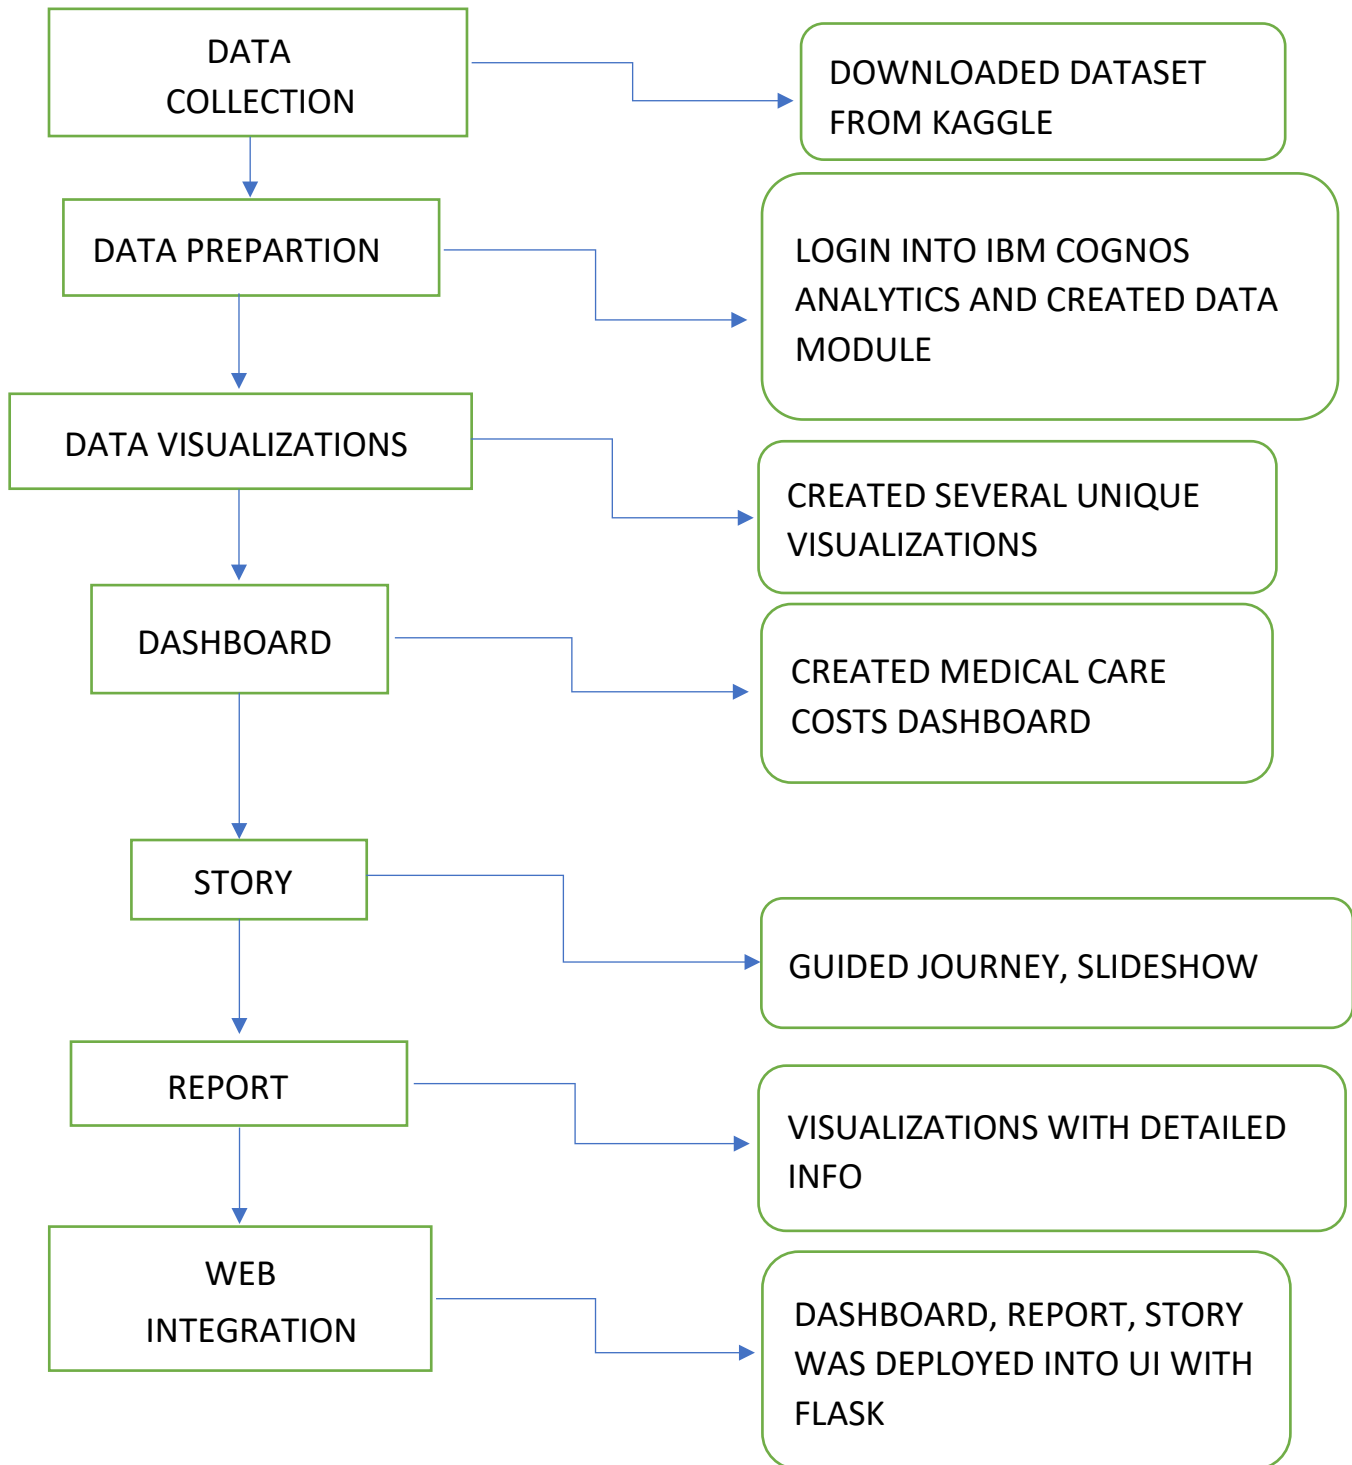 DATA
COLLECTION
DOWNLOADED DATASET
FROM KAGGLE
DATA PREPARTION
LOGIN INTO IBM COGNOS
ANALYTICS AND CREATED DATA
MODULE
DATA VISUALIZATIONS
CREATED SEVERAL UNIQUE
VISUALIZATIONS
DASHBOARD
CREATED MEDICAL CARE
COSTS DASHBOARD
STORY
GUIDED JOURNEY, SLIDESHOW
REPORT
VISUALIZATIONS WITH DETAILED
INFO
WEB
INTEGRATION
DASHBOARD, REPORT, STORY
WAS DEPLOYED INTO UI WITH
FLASK